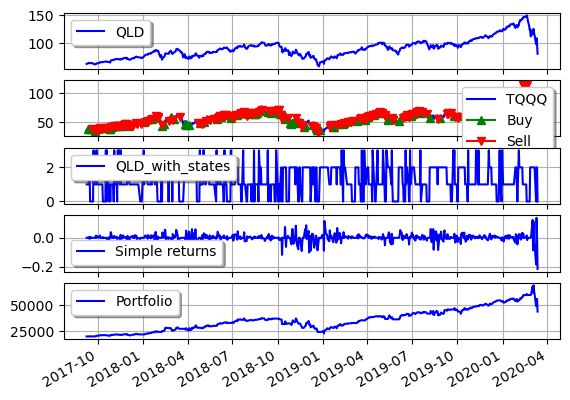 150
100
QLD
100
50
TQQQ
Buy
Sell
2
0
QLD_with_states
0.0
−0.2
Simple returns
50000
25000
Portfolio
2017-10 2018-01 2018-04 2018-07 2018-10 2019-01 2019-04 2019-07 2019-10 2020-01 2020-04